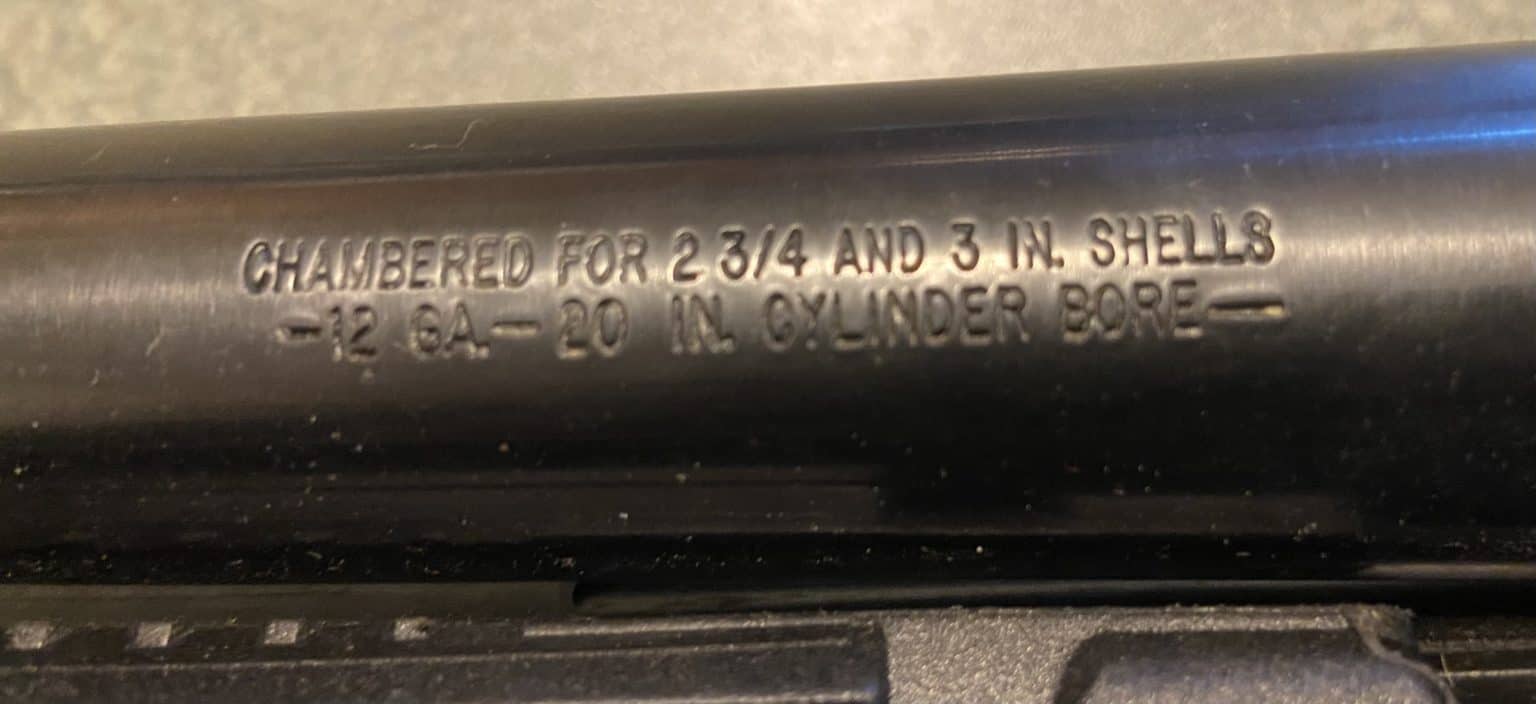 CHAMBERED FOR 2 3/4 AND 3 IN. SHELLS
-12 GA.- 20 IN. CYLINDER BORE-